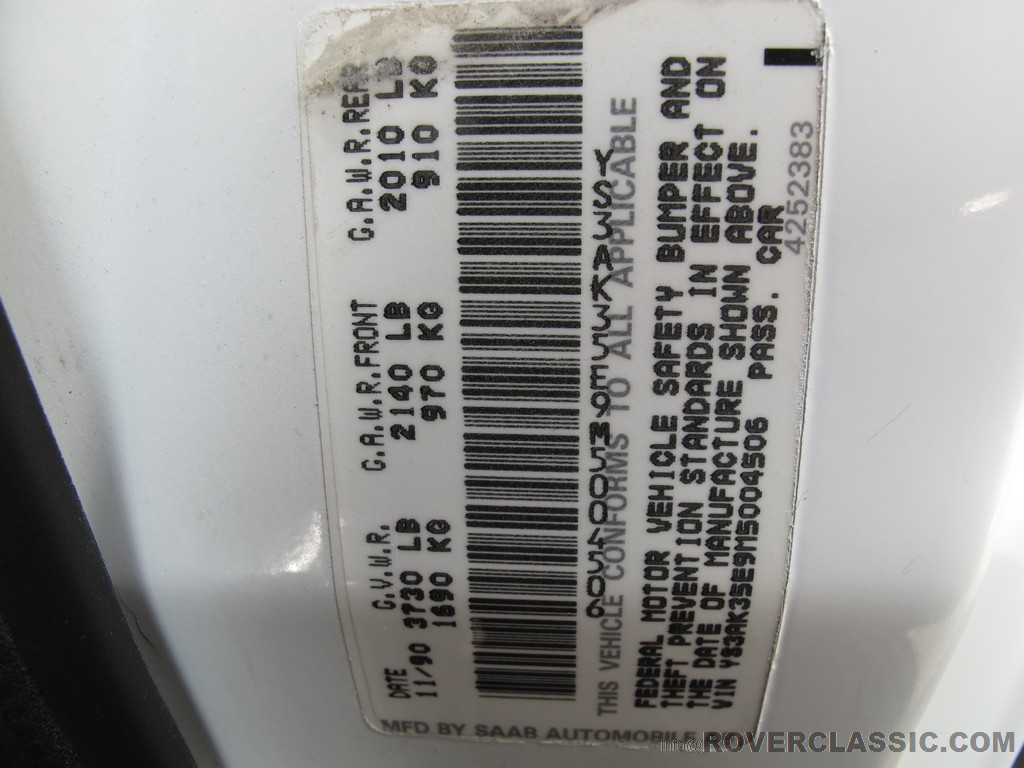 MFD BY SAAB AUTOMOBILE
DATE G.V.W.R. G.A.W.R.FRONT G.A.W.R.REAR
11/90 3730 LB 2140 LB 2010 LB
1690 KG 970 KG 910 KG
YS3AK35E9M5004506
THIS VEHICLE CONFORMS TO ALL APPLICABLE
FEDERAL MOTOR VEHICLE SAFETY BUMPER AND
THEFT PREVENTION STANDARDS IN EFFECT ON
THE DATE OF MANUFACTURE SHOWN ABOVE.
VIN YS3AK35E9M5004506 PASS. CAR
4252383
info@ROVERCLASSIC.COM